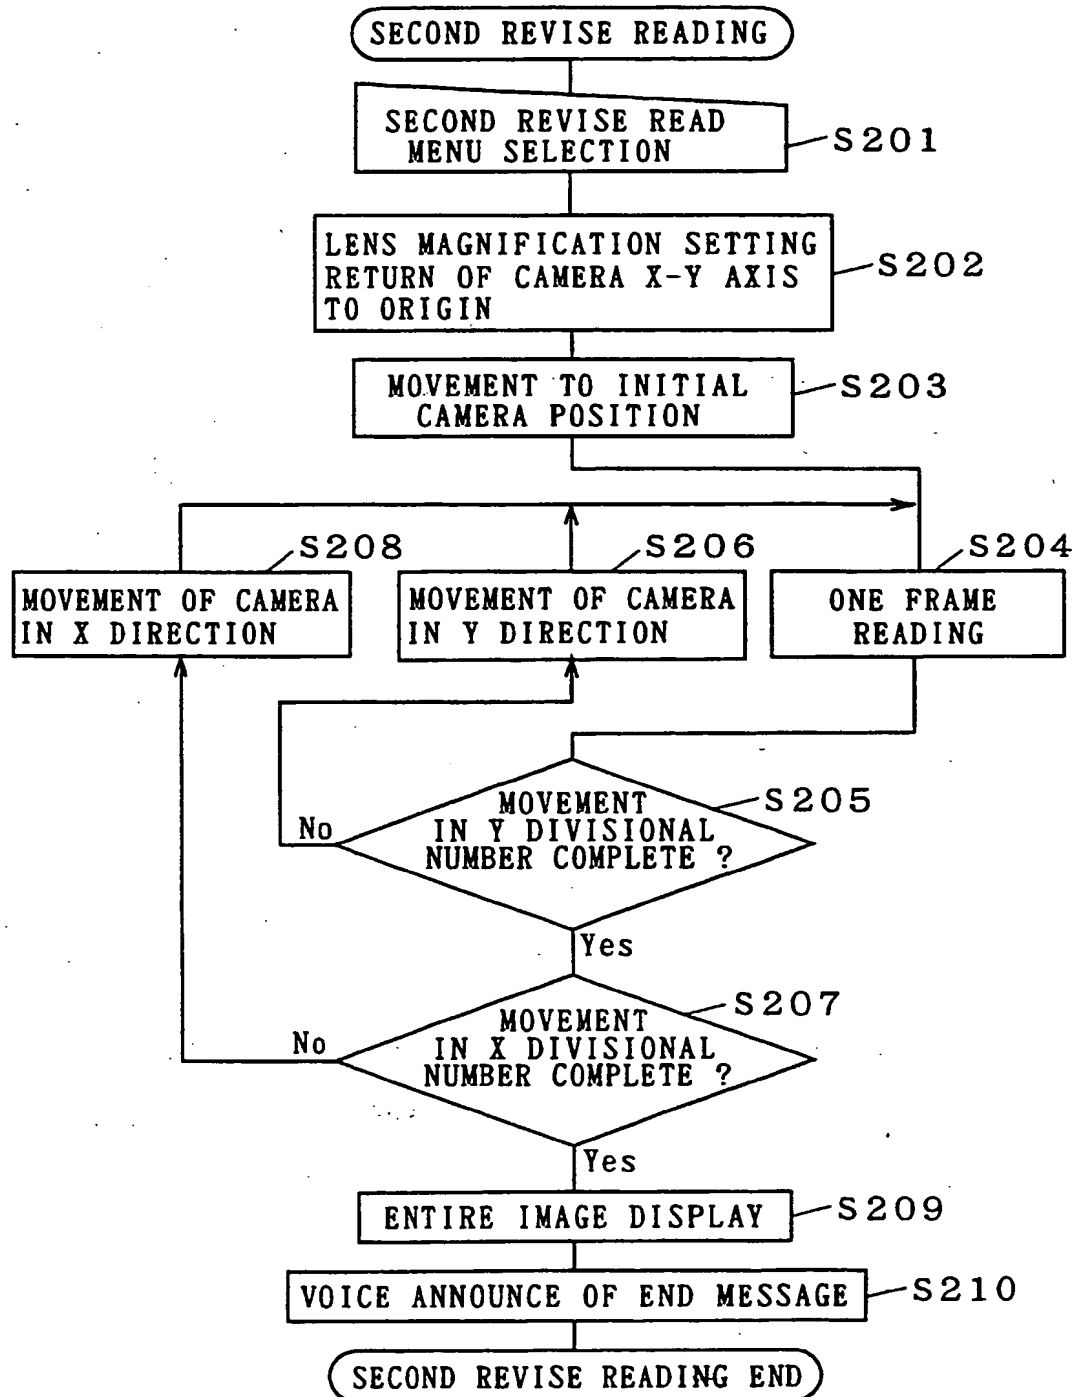 SECOND REVISE READING
SECOND REVISE READ
MENU SELECTION
S201
LENS MAGNIFICATION SETTING
RETURN OF CAMERA X-Y AXIS
TO ORIGIN
S202
MOVEMENT TO INITIAL
CAMERA POSITION
S203
S208
MOVEMENT OF CAMERA
IN X DIRECTION
S206
MOVEMENT OF CAMERA
IN Y DIRECTION
S204
ONE FRAME
READING
S205
MOVEMENT
IN Y DIVISIONAL
NUMBER COMPLETE ?
No
Yes
S207
MOVEMENT
IN X DIVISIONAL
NUMBER COMPLETE ?
No
Yes
ENTIRE IMAGE DISPLAY
S209
VOICE ANNOUNCE OF END MESSAGE
S210
SECOND REVISE READING END